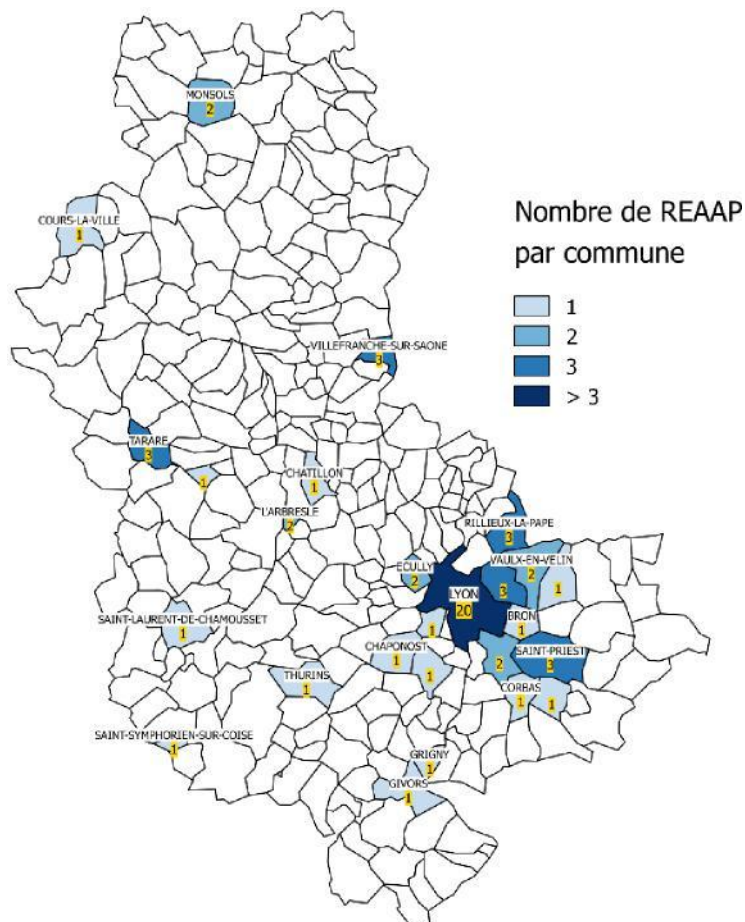 MONSOLS
2
COURS-LA-VILLE
1
Nombre de REAAP
par commune
1
2
3
> 3
VILLEFRANCHE-SUR-SAONE
3
TARARE
3
1
CHATILLON
1
L'ARBRESLE
2
RILLIEUX-LA-PAPE
3
ECULLY
2
VAULX-EN-VELIN
2
3
1
LYON
20
BRON
1
1
SAINT-LAURENT-DE-CHAMOUSSET
1
CHAPONOST
1
1
SAINT-PRIEST
3
2
THURINS
1
CORBAS
1
1
SAINT-SYMPHORIEN-SUR-COISE
1
GRIGNY
1
GIVORS
1